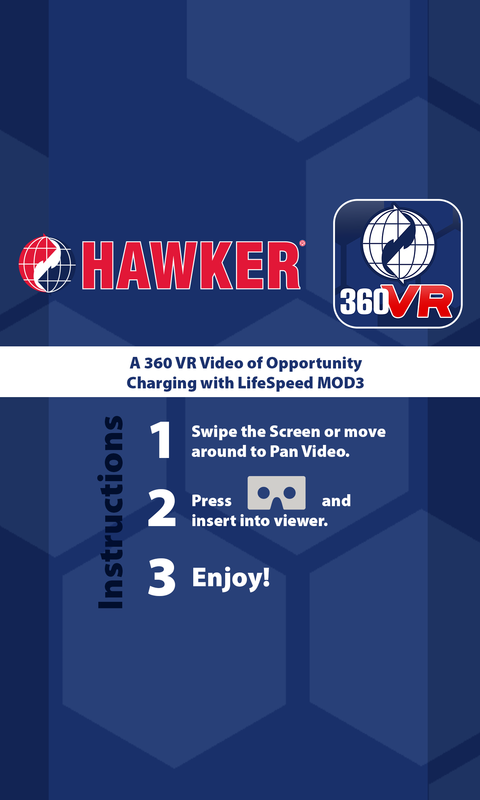 HAWKER®
360VR
A 360 VR Video of Opportunity
Charging with LifeSpeed MOD3
Instructions
1 Swipe the Screen or move
around to Pan Video.
2 Press and
insert into viewer.
3 Enjoy!